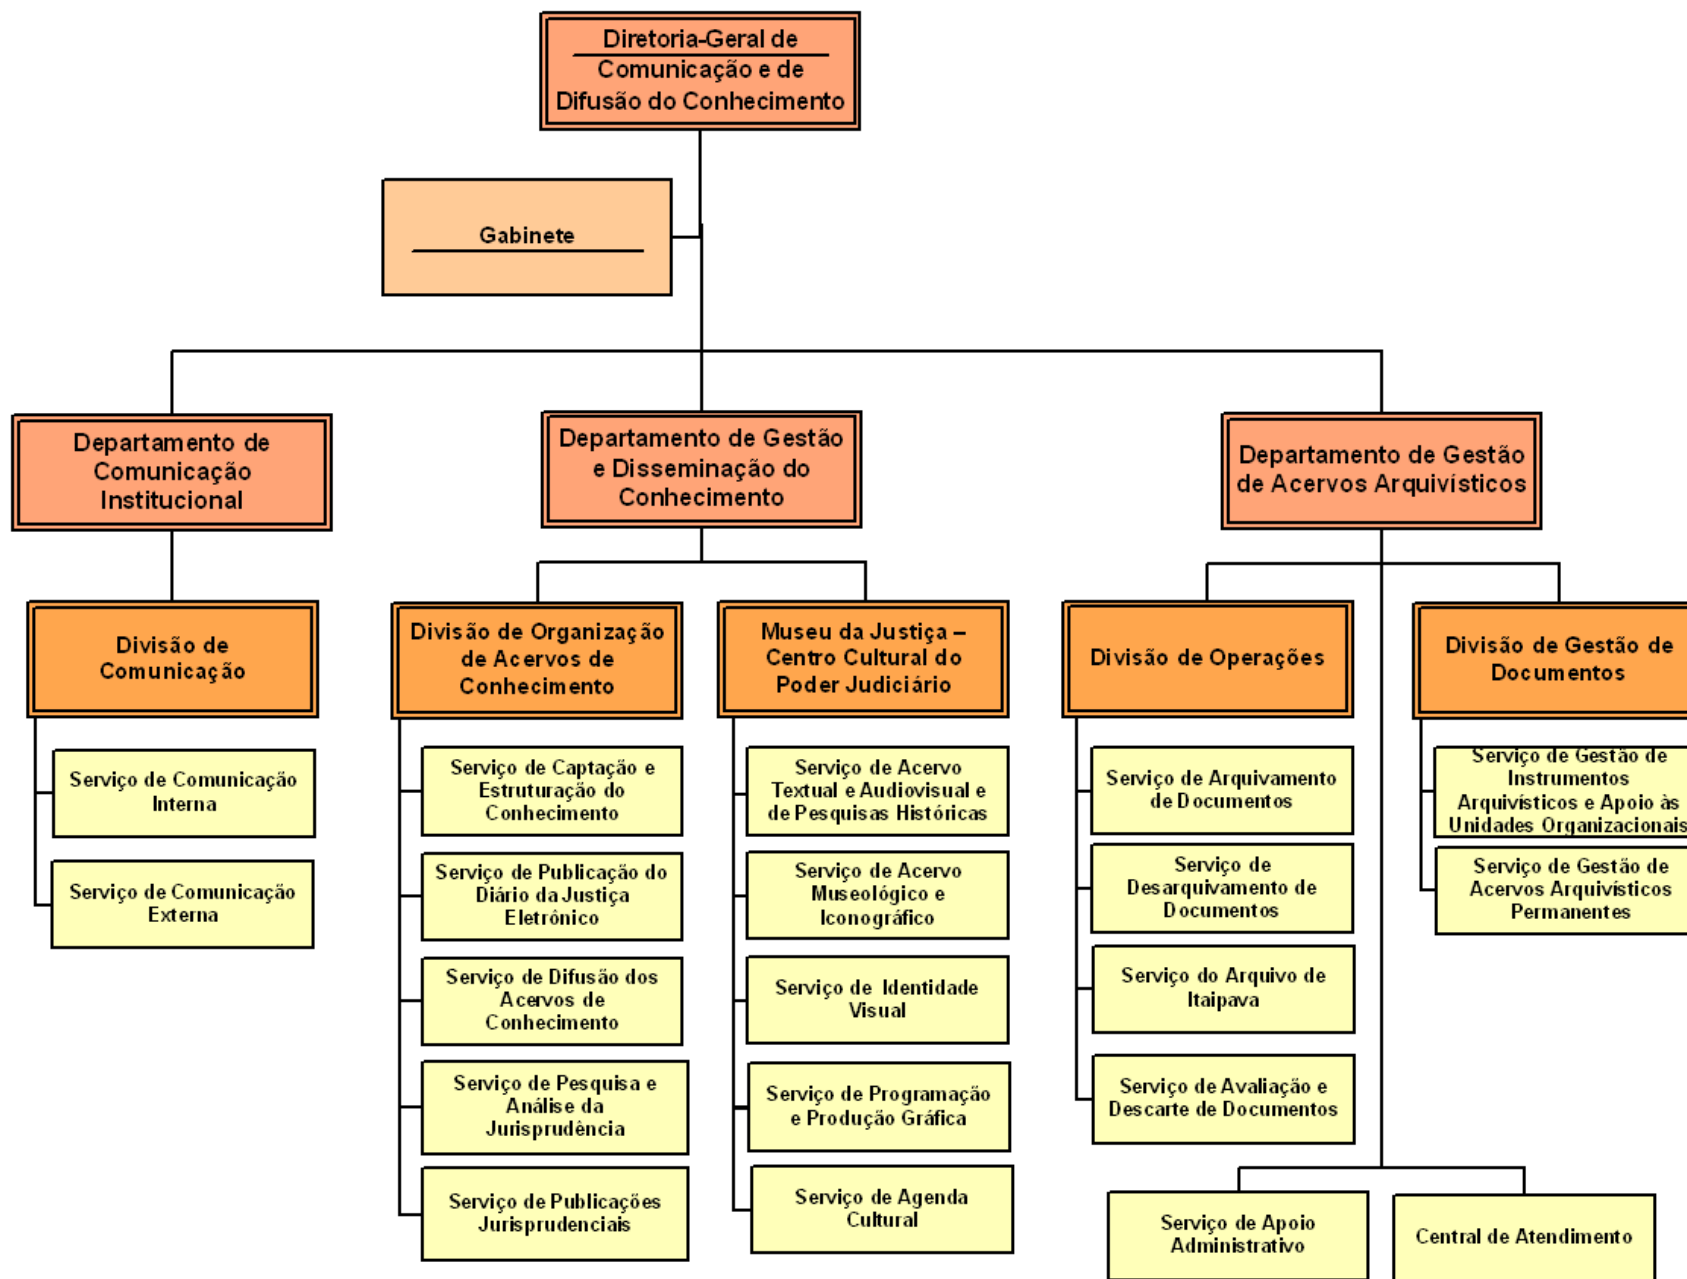 Diretoria-Geral de
Comunicação e de
Difusão do Conhecimento
Gabinete
Departamento de
Comunicação
Institucional
Departamento de Gestão
e Disseminação do
Conhecimento
Departamento de Gestão
de Acervos Arquivísticos
Divisão de
Comunicação
Divisão de Organização
de Acervos de
Conhecimento
Museu da Justiça –
Centro Cultural do
Poder Judiciário
Divisão de Operações
Divisão de Gestão de
Documentos
Serviço de Comunicação
Interna
Serviço de Comunicação
Externa
Serviço de Captação e
Estruturação do
Conhecimento
Serviço de Publicação do
Diário da Justiça
Eletrônico
Serviço de Difusão dos
Acervos de
Conhecimento
Serviço de Pesquisa e
Análise da
Jurisprudência
Serviço de Publicações
Jurisprudenciais
Serviço de Acervo
Textual e Audiovisual e
de Pesquisas Históricas
Serviço de Acervo
Museológico e
Iconográfico
Serviço de Identidade
Visual
Serviço de Programação
e Produção Gráfica
Serviço de Agenda
Cultural
Serviço de Arquivamento
de Documentos
Serviço de
Desarquivamento de
Documentos
Serviço do Arquivo de
Itaipava
Serviço de Avaliação e
Descarte de Documentos
Serviço de Gestão de
Instrumentos
Arquivísticos e Apoio às
Unidades Organizacionais
Serviço de Gestão de
Acervos Arquivísticos
Permanentes
Serviço de Apoio
Administrativo
Central de Atendimento